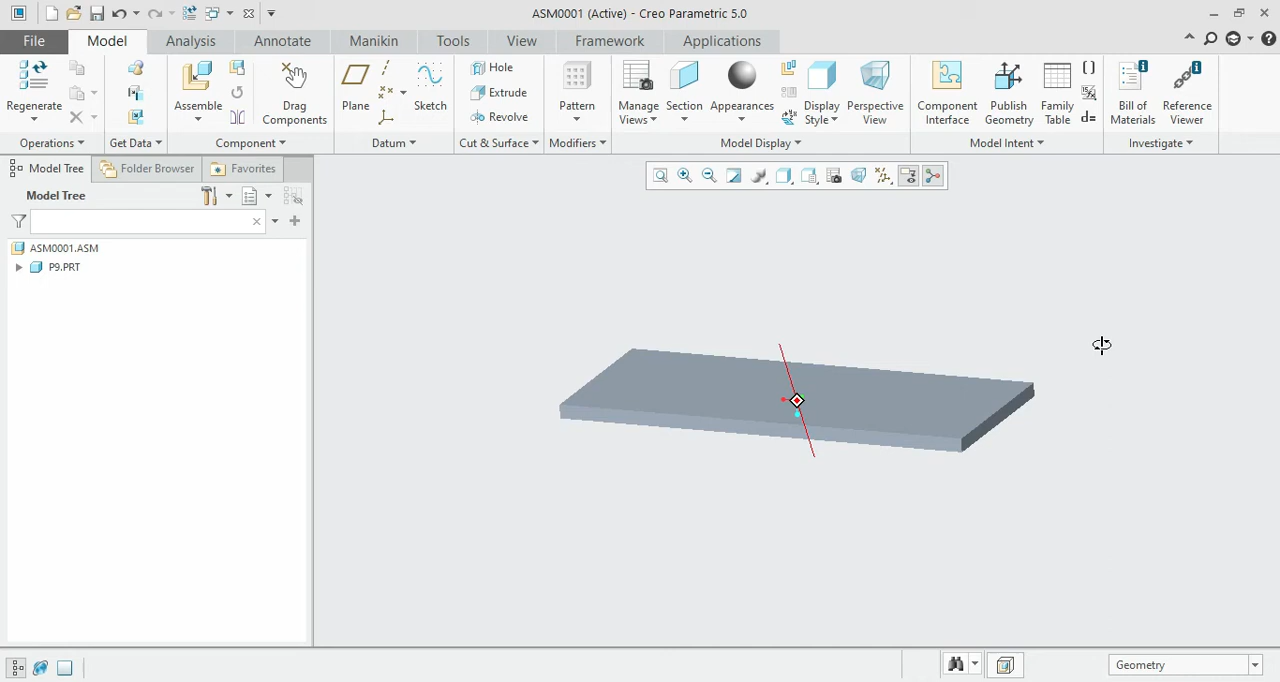 ASM0001 (Active) - Creo Parametric 5.0
File Model Analysis Annotate Manikin Tools View Framework Applications
Regenerate
Assemble
Drag Components
Plane
Sketch
Hole
Extrude
Revolve
Pattern
Manage Views
Section
Appearances
Display Style
Perspective View
Component Interface
Publish Geometry
Family Table
Bill of Materials
Reference Viewer
Operations Get Data Component Datum Cut & Surface Modifiers Model Display Model Intent Investigate
Model Tree Folder Browser Favorites
Model Tree
ASM0001.ASM
P9.PRT
Geometry